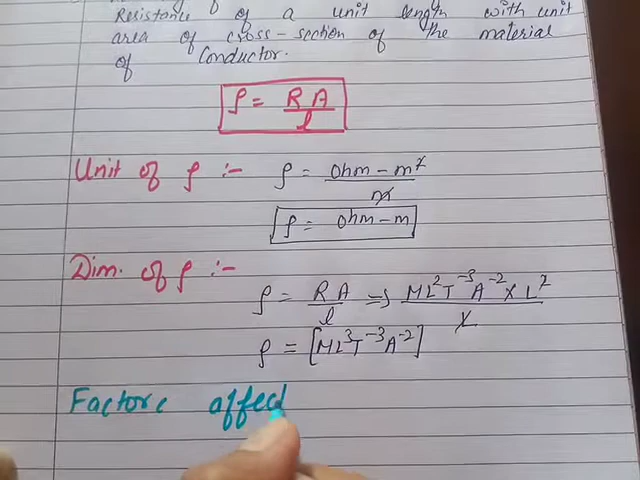 Resistance of a unit length with unit
area of cross-section of the material
of Conductor.
ρ = RA/l
Unit of ρ :- ρ = Ohm - m²/m
ρ = Ohm - m
Dim. of ρ :- 
ρ = RA/l ⇒ ML²T⁻³A⁻² X L²/L
ρ = [ML³T⁻³A⁻²]
Factorc affect